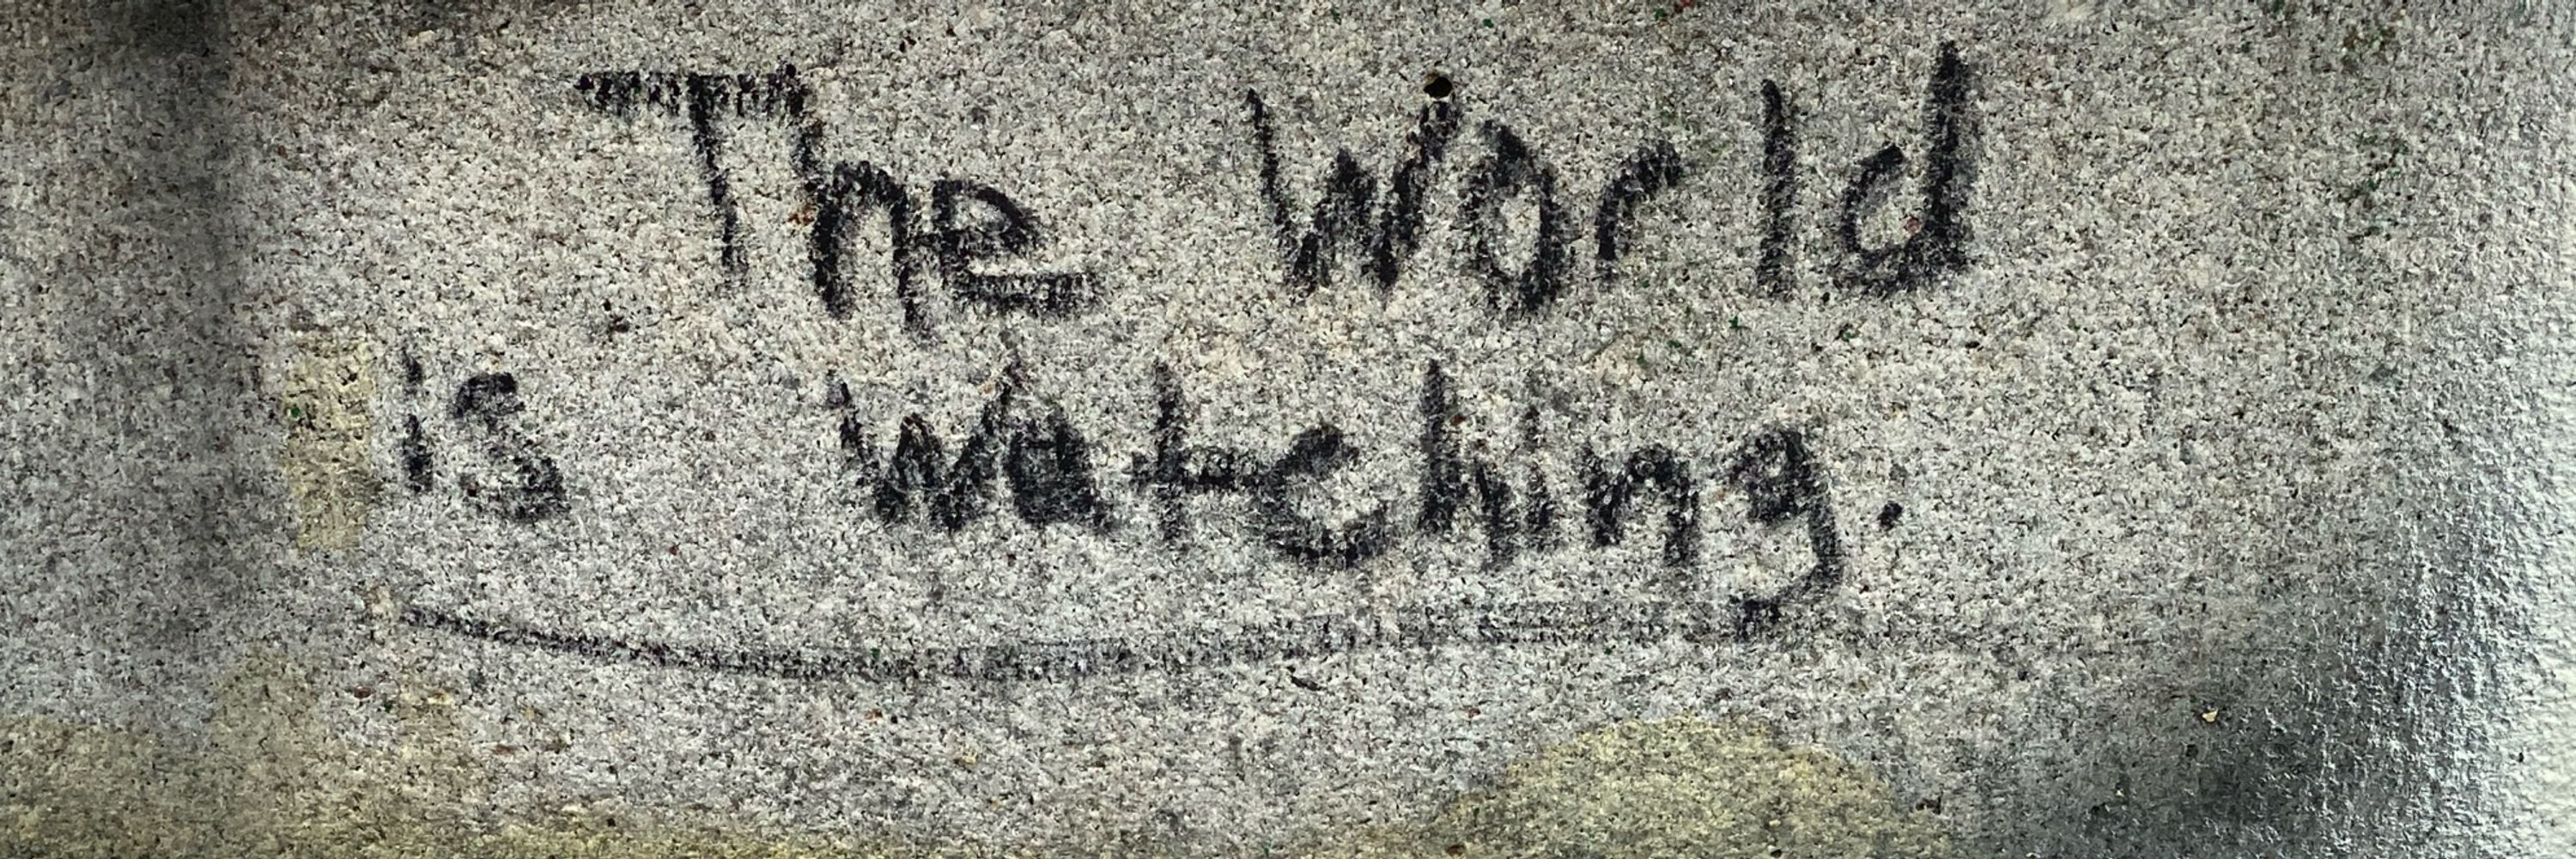 The World
is watching.